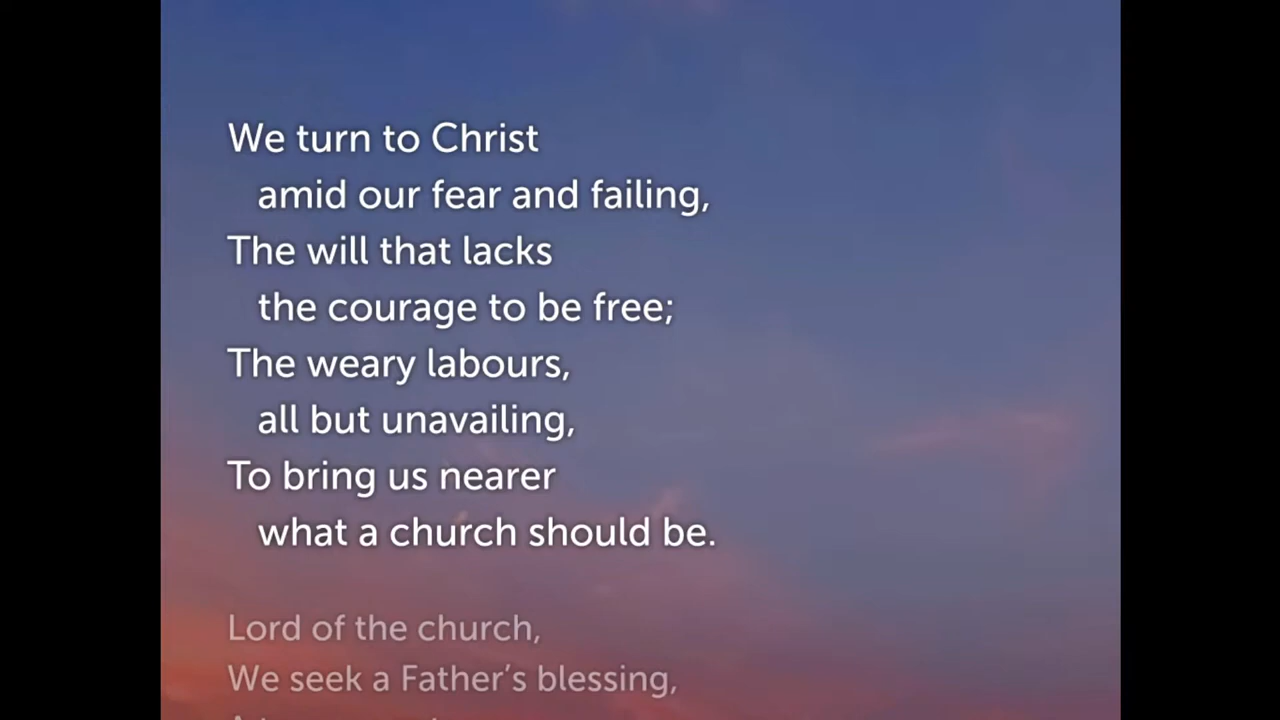 We turn to Christ
amid our fear and failing,
The will that lacks
the courage to be free;
The weary labours,
all but unavailing,
To bring us nearer
what a church should be.
Lord of the church,
We seek a Father’s blessing,